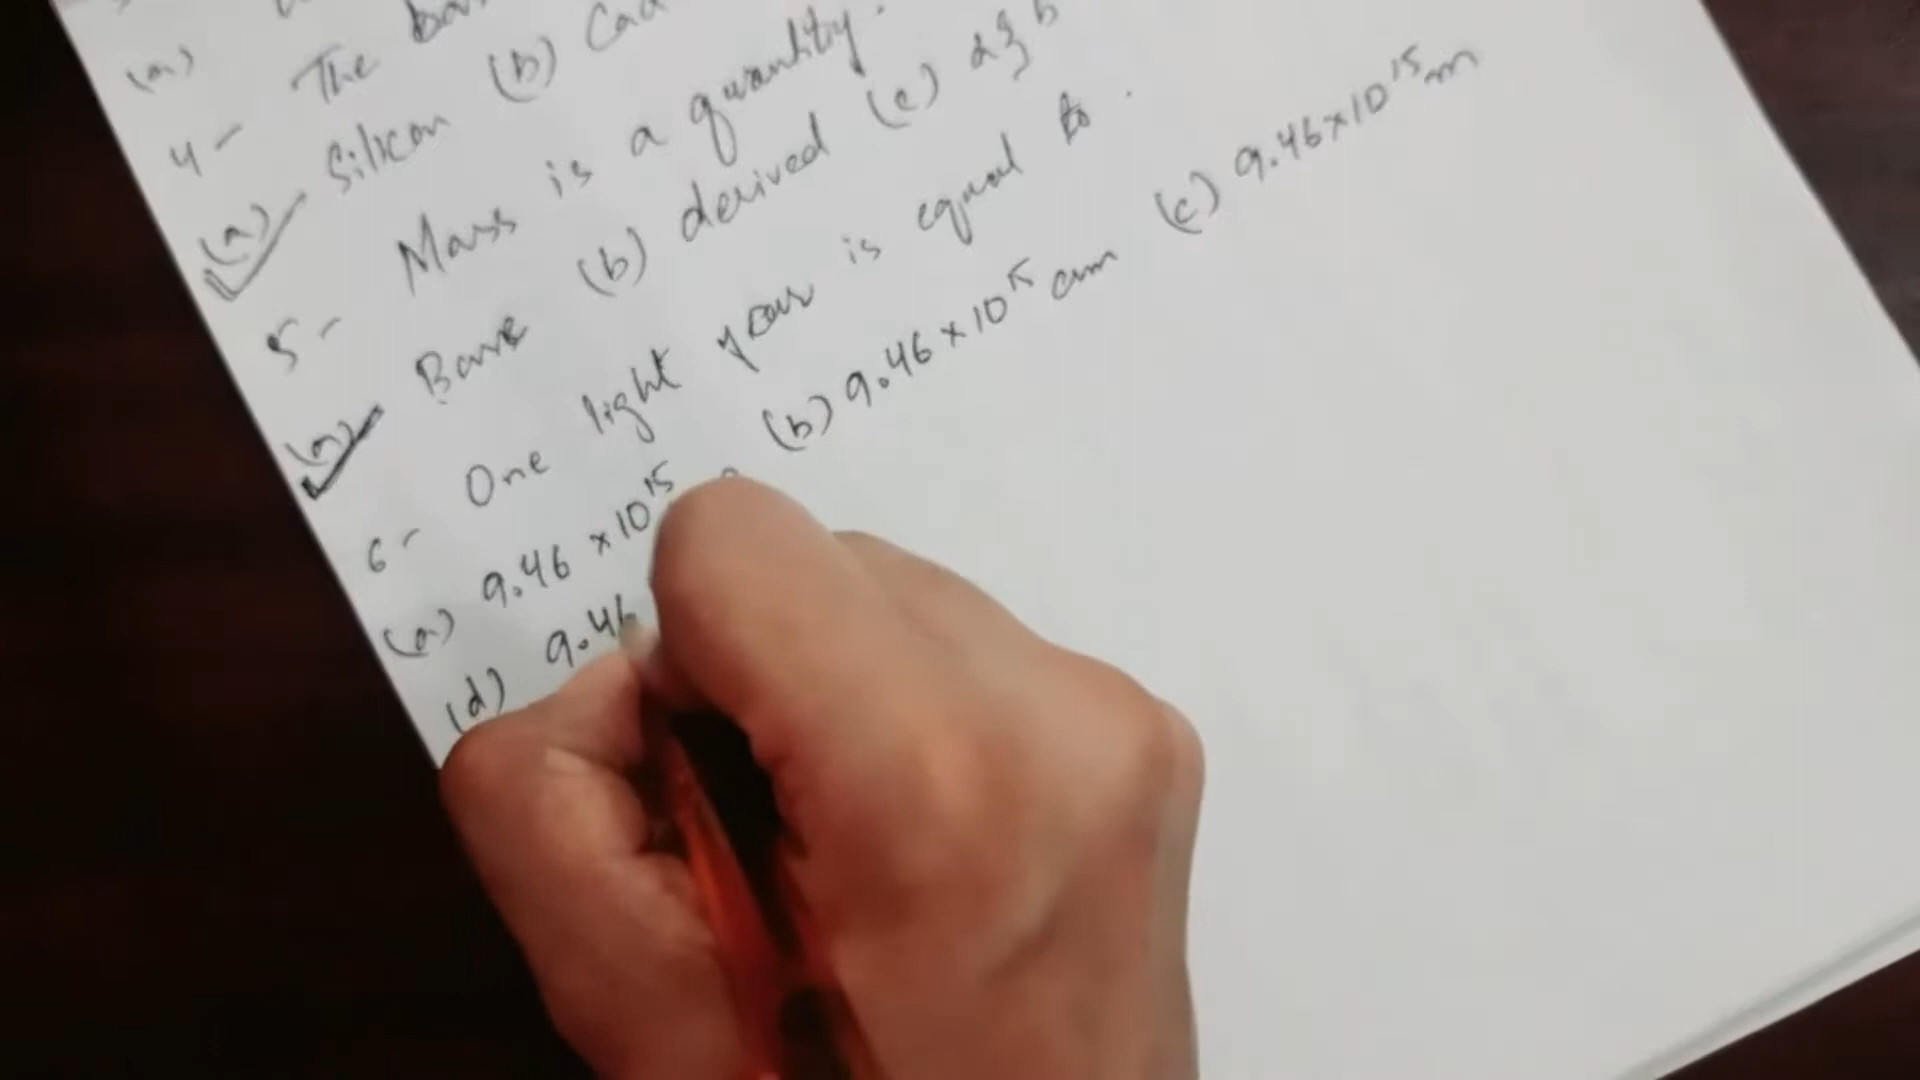 (a)
4- The
(a) Silicon (b)
5- Mass is a quantity.
(a) Base (b) derived (c) a & b
6- One light year is equal to.
(a) 9.46 × 10¹⁵ (b) 9.46 × 10¹⁵ cm (c) 9.46×10¹⁵ m
(d) 9.46